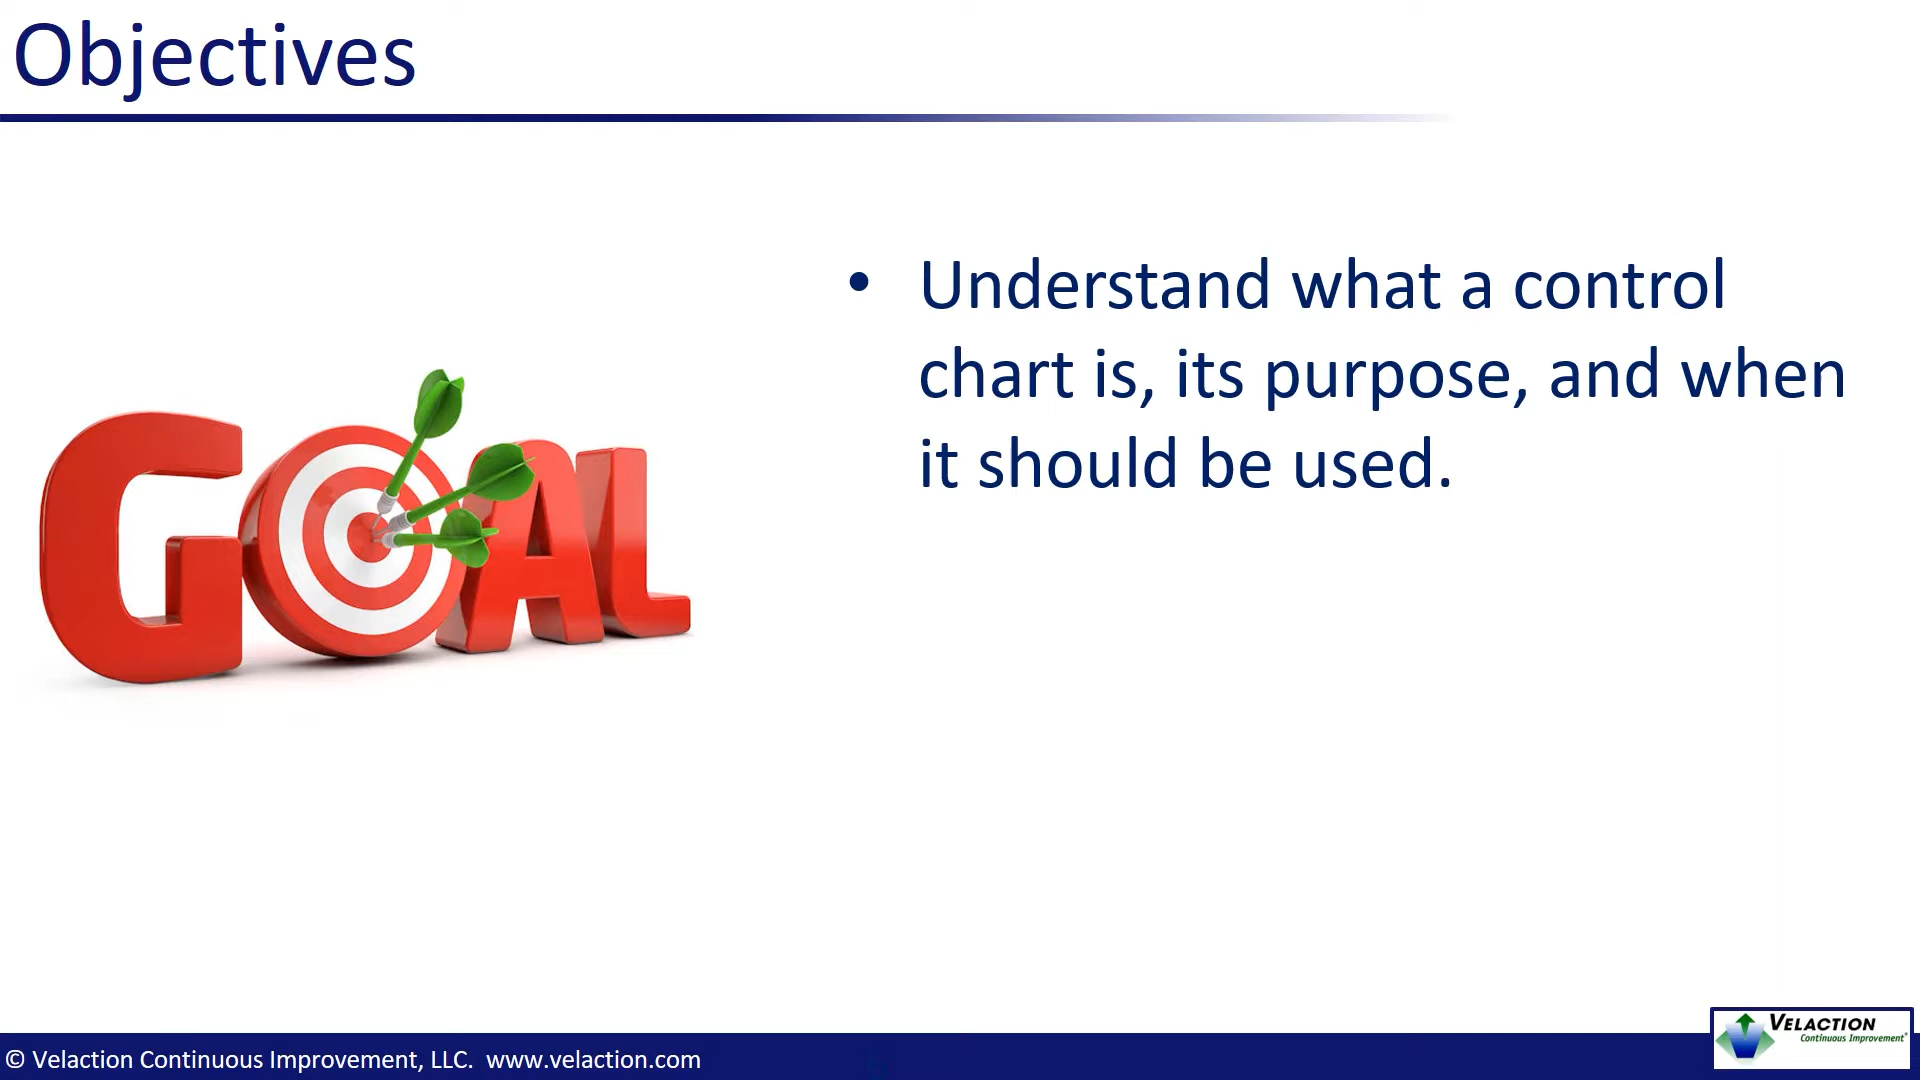 Objectives
GOAL
• Understand what a control
chart is, its purpose, and when
it should be used.
© Velaction Continuous Improvement, LLC. www.velaction.com
VELACTION
Continuous Improvement